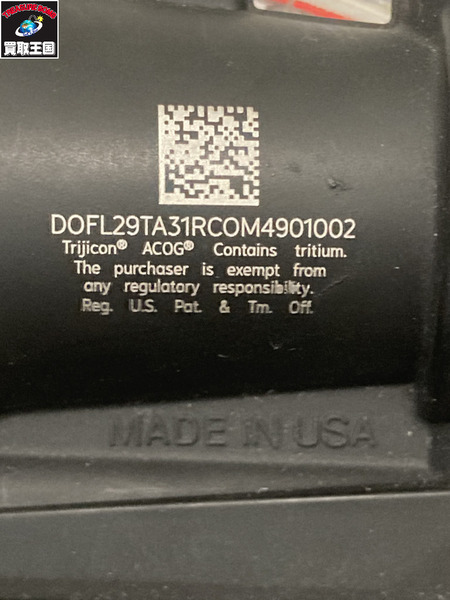 買取王国
DOFL29TA31RCOM4901002
Trijicon® ACOG® Contains tritium.
The purchaser is exempt from
any regulatory responsibility.
Reg. U.S. Pat. & Tm. Off.
MADE IN USA